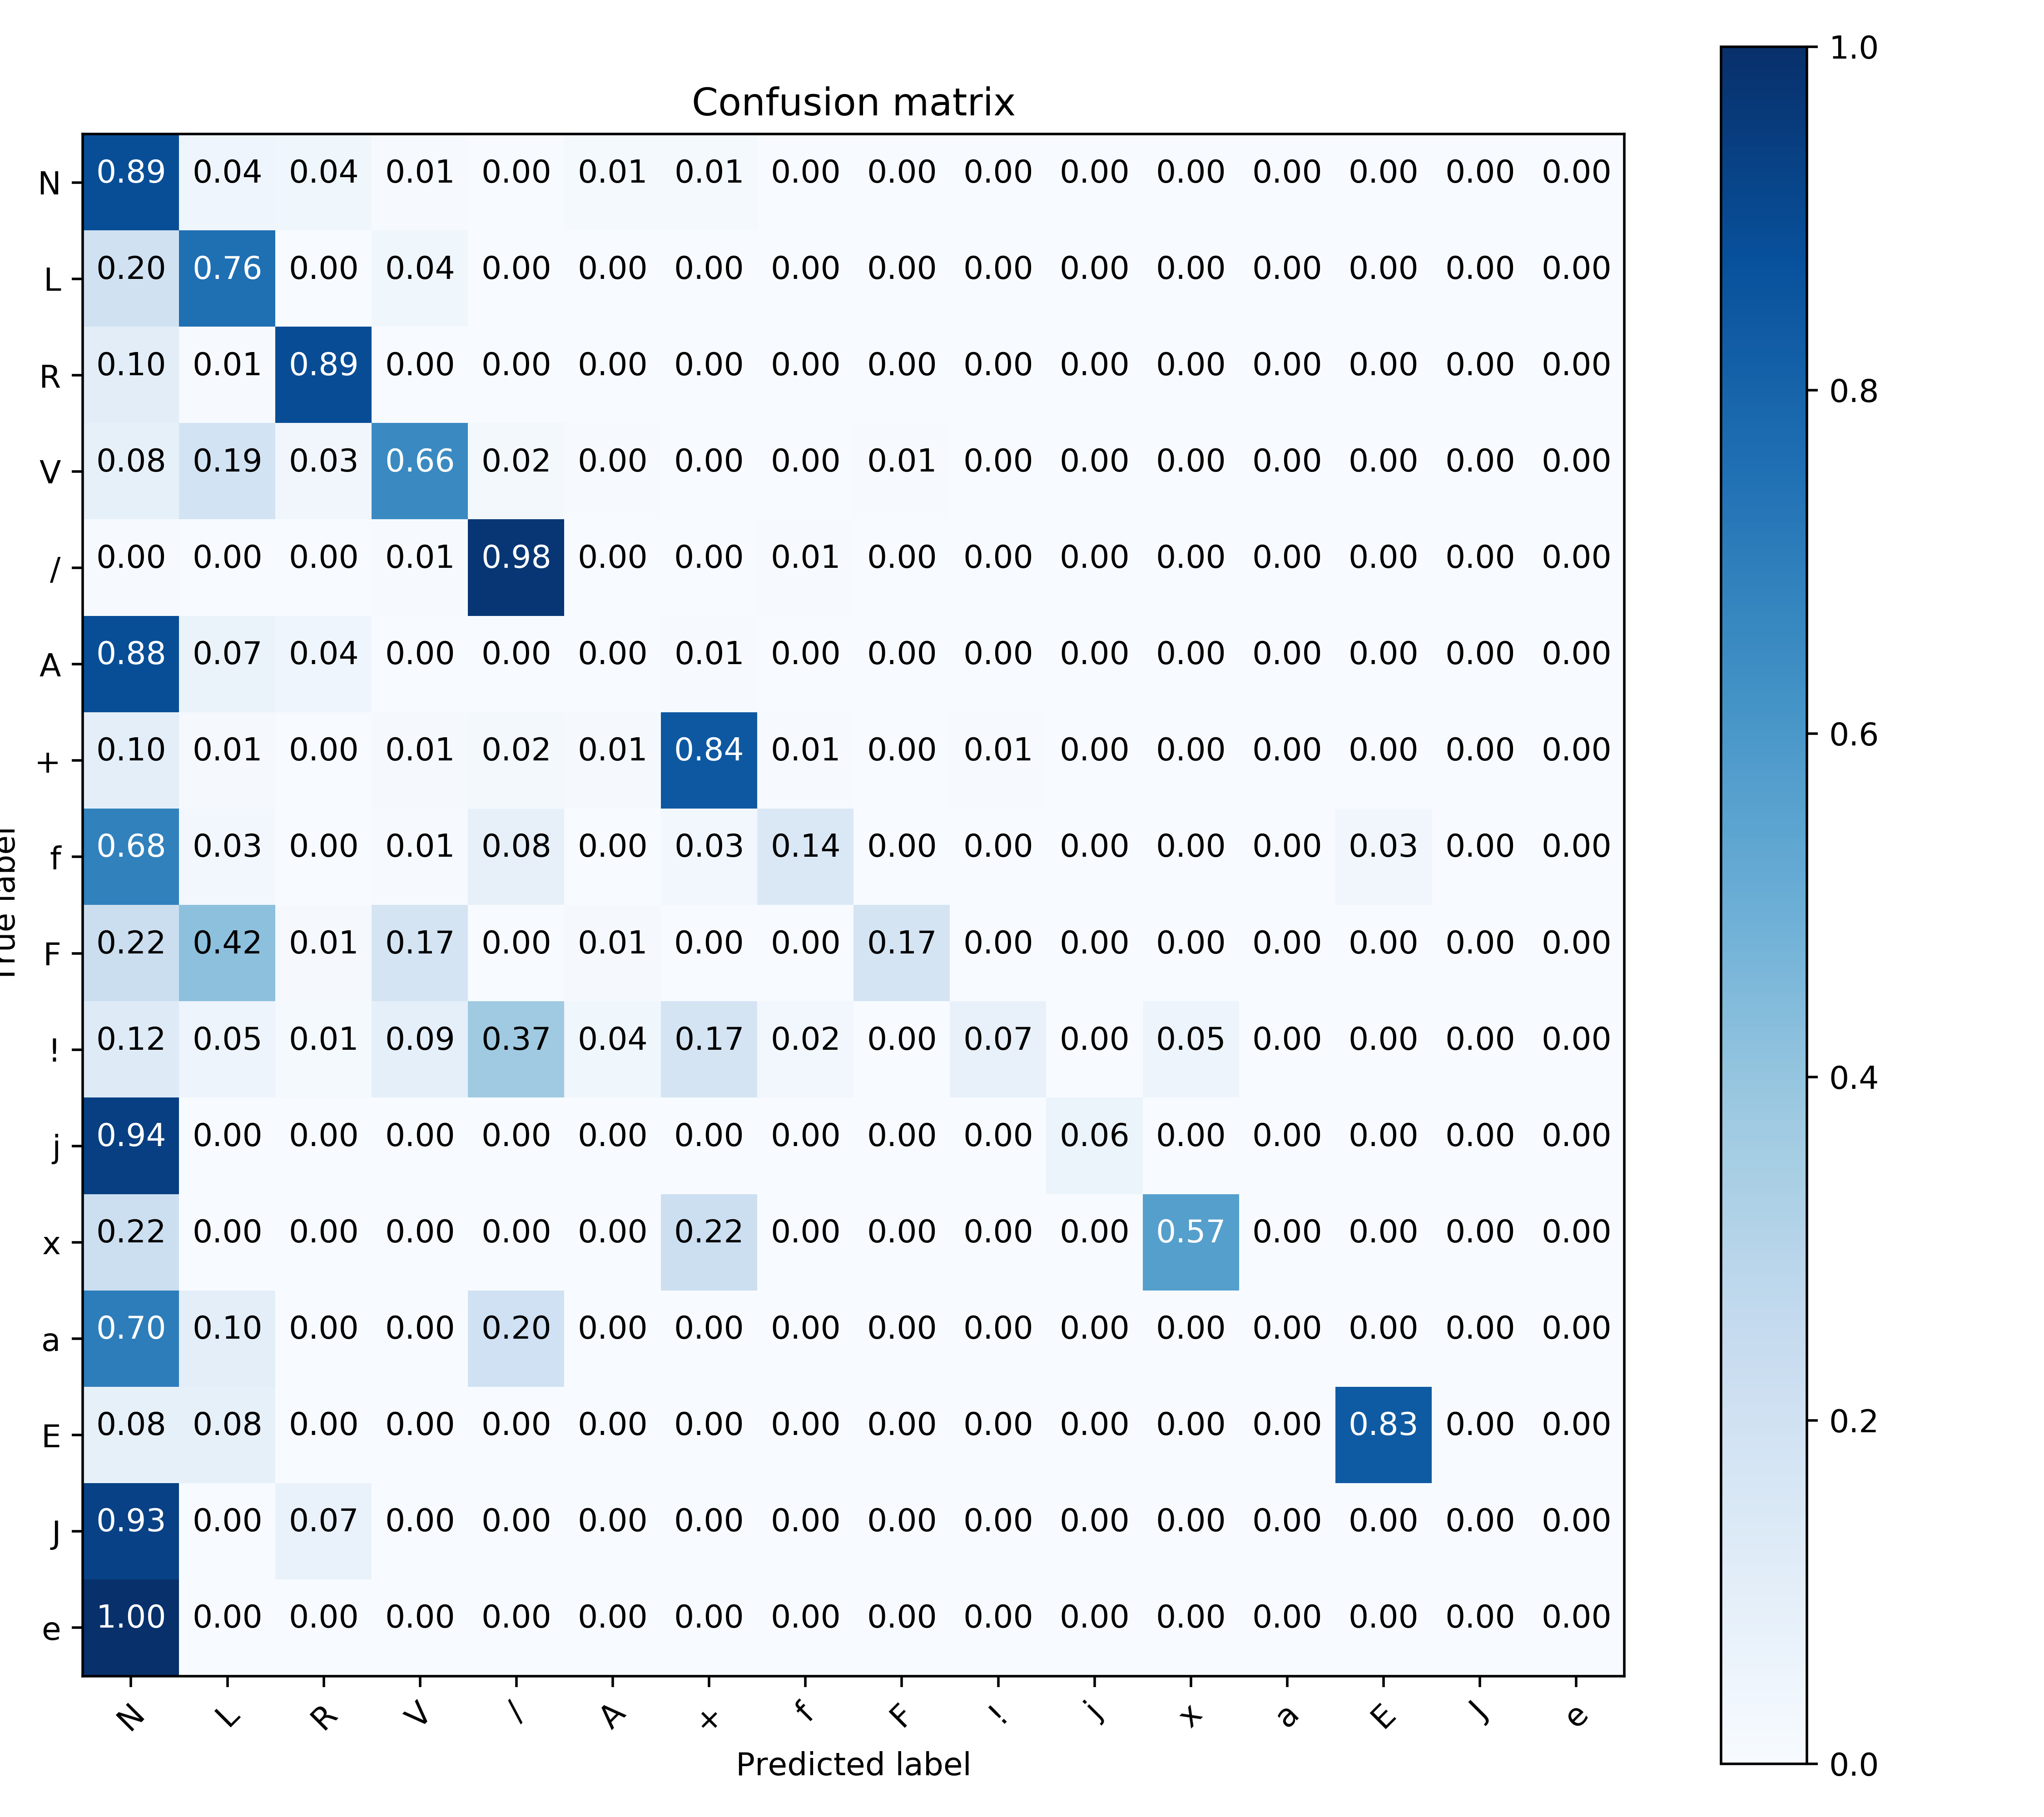 Confusion matrix
1.0
N 0.89 0.04 0.04 0.01 0.00 0.01 0.01 0.00 0.00 0.00 0.00 0.00 0.00 0.00 0.00 0.00
L 0.20 0.76 0.00 0.04 0.00 0.00 0.00 0.00 0.00 0.00 0.00 0.00 0.00 0.00 0.00 0.00
R 0.10 0.01 0.89 0.00 0.00 0.00 0.00 0.00 0.00 0.00 0.00 0.00 0.00 0.00 0.00 0.00
0.8
V 0.08 0.19 0.03 0.66 0.02 0.00 0.00 0.00 0.01 0.00 0.00 0.00 0.00 0.00 0.00 0.00
/ 0.00 0.00 0.00 0.01 0.98 0.00 0.00 0.01 0.00 0.00 0.00 0.00 0.00 0.00 0.00 0.00
A 0.88 0.07 0.04 0.00 0.00 0.00 0.01 0.00 0.00 0.00 0.00 0.00 0.00 0.00 0.00 0.00
0.6
+ 0.10 0.01 0.00 0.01 0.02 0.01 0.84 0.01 0.00 0.01 0.00 0.00 0.00 0.00 0.00 0.00
f 0.68 0.03 0.00 0.01 0.08 0.00 0.03 0.14 0.00 0.00 0.00 0.00 0.00 0.03 0.00 0.00
True label
F 0.22 0.42 0.01 0.17 0.00 0.01 0.00 0.00 0.17 0.00 0.00 0.00 0.00 0.00 0.00 0.00
! 0.12 0.05 0.01 0.09 0.37 0.04 0.17 0.02 0.00 0.07 0.00 0.05 0.00 0.00 0.00 0.00
0.4
j 0.94 0.00 0.00 0.00 0.00 0.00 0.00 0.00 0.00 0.00 0.06 0.00 0.00 0.00 0.00 0.00
x 0.22 0.00 0.00 0.00 0.00 0.00 0.22 0.00 0.00 0.00 0.00 0.57 0.00 0.00 0.00 0.00
a 0.70 0.10 0.00 0.00 0.20 0.00 0.00 0.00 0.00 0.00 0.00 0.00 0.00 0.00 0.00 0.00
0.2
E 0.08 0.08 0.00 0.00 0.00 0.00 0.00 0.00 0.00 0.00 0.00 0.00 0.00 0.83 0.00 0.00
J 0.93 0.00 0.07 0.00 0.00 0.00 0.00 0.00 0.00 0.00 0.00 0.00 0.00 0.00 0.00 0.00
e 1.00 0.00 0.00 0.00 0.00 0.00 0.00 0.00 0.00 0.00 0.00 0.00 0.00 0.00 0.00 0.00
N L R V / A + f F ! j x a E J e
Predicted label
0.0